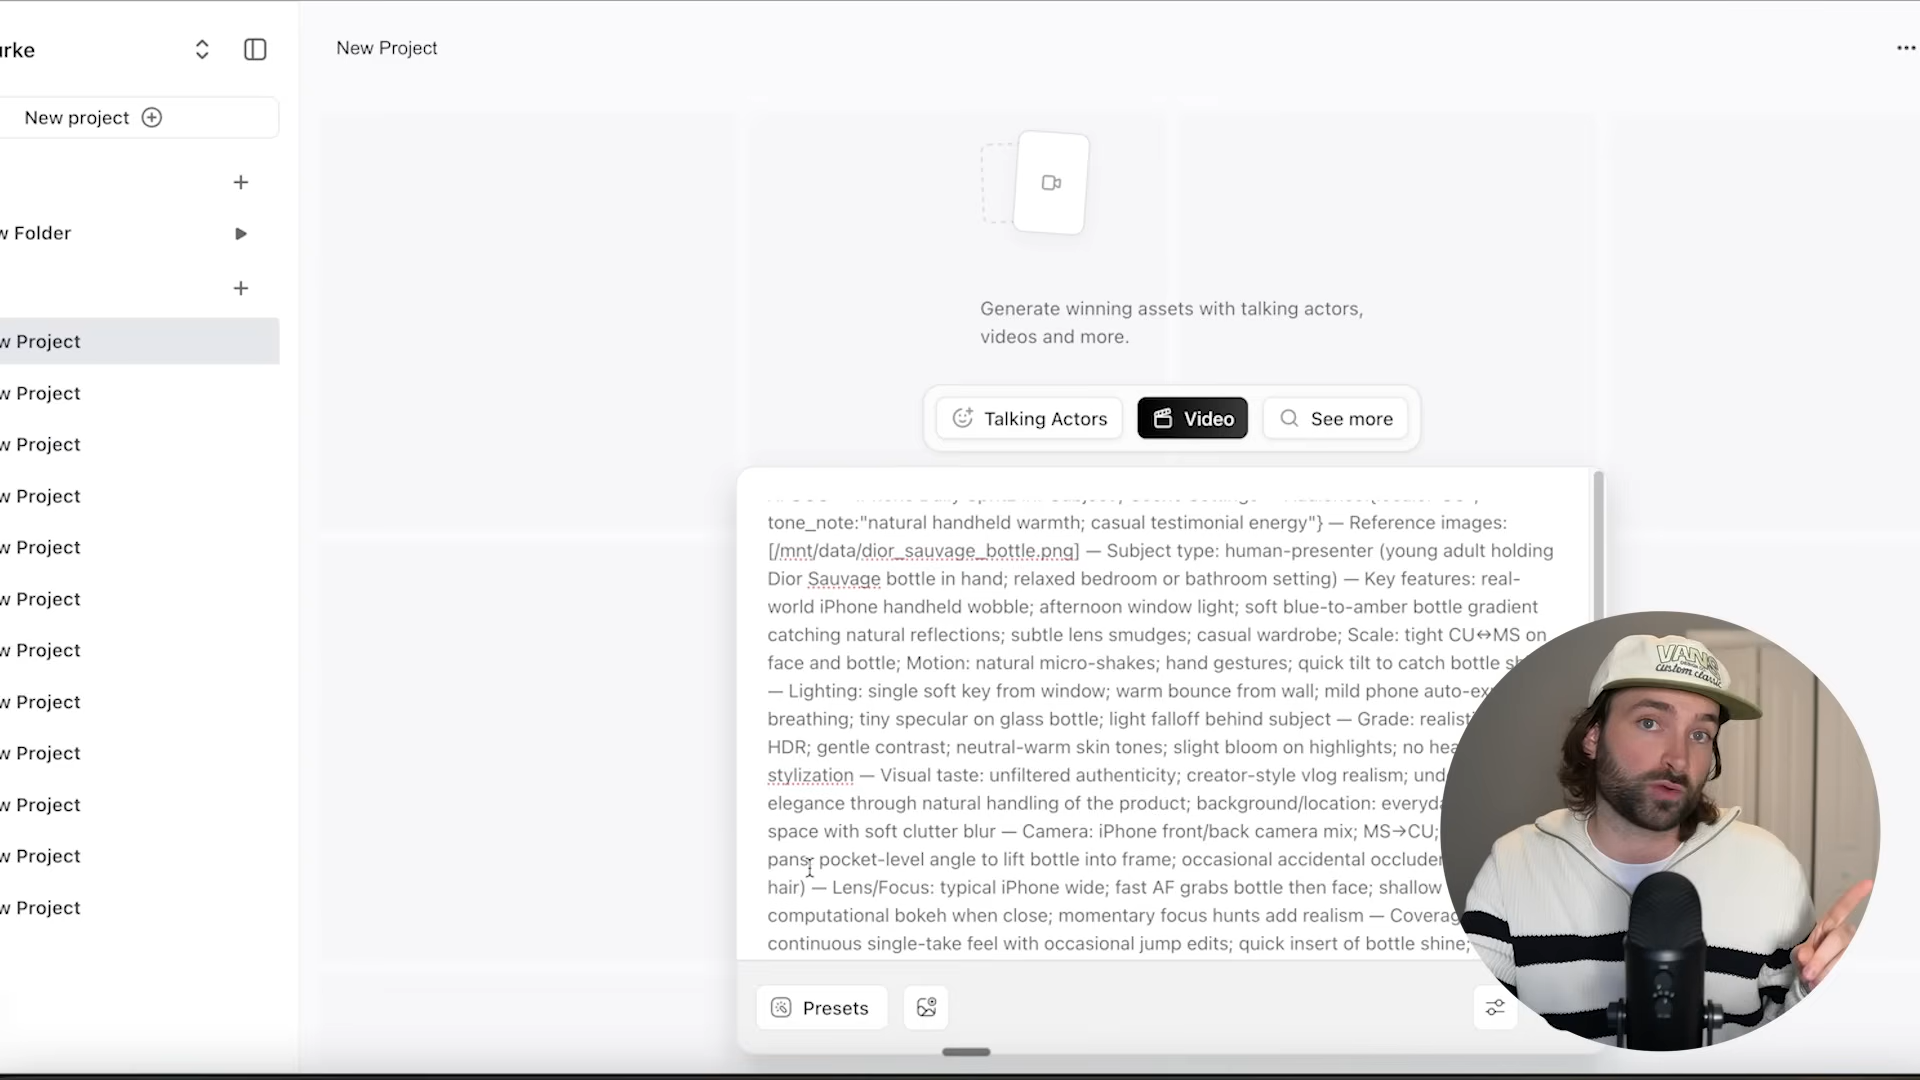 urke
New project
w Folder
w Project
w Project
w Project
w Project
w Project
w Project
w Project
w Project
w Project
w Project
w Project
w Project
New Project
Generate winning assets with talking actors,
videos and more.
Talking Actors
Video
See more
tone_note:"natural handheld warmth; casual testimonial energy"} — Reference images:
[/mnt/data/dior_sauvage_bottle.png] — Subject type: human-presenter (young adult holding
Dior Sauvage bottle in hand; relaxed bedroom or bathroom setting) — Key features: real-
world iPhone handheld wobble; afternoon window light; soft blue-to-amber bottle gradient
catching natural reflections; subtle lens smudges; casual wardrobe; Scale: tight CU↔MS on
face and bottle; Motion: natural micro-shakes; hand gestures; quick tilt to catch bottle sh
— Lighting: single soft key from window; warm bounce from wall; mild phone auto-ex
breathing; tiny specular on glass bottle; light falloff behind subject — Grade: realist
HDR; gentle contrast; neutral-warm skin tones; slight bloom on highlights; no hea
stylization — Visual taste: unfiltered authenticity; creator-style vlog realism; und
elegance through natural handling of the product; background/location: everyda
space with soft clutter blur — Camera: iPhone front/back camera mix; MS→CU;
pans; pocket-level angle to lift bottle into frame; occasional accidental occluder
hair) — Lens/Focus: typical iPhone wide; fast AF grabs bottle then face; shallow
computational bokeh when close; momentary focus hunts add realism — Coverag
continuous single-take feel with occasional jump edits; quick insert of bottle shine;
Presets
VANS
custom classic